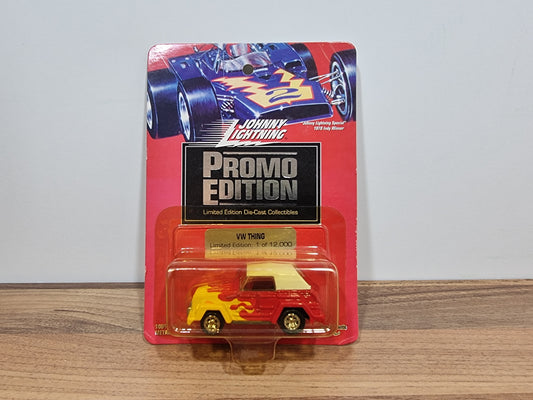 2
JOHNNY
LIGHTNING
"Johnny Lightning Special"
1970 Indy Winner
PROMO
EDITION
Limited Edition Die-Cast Collectibles
VW THING
Limited Edition: 1 of 12,000